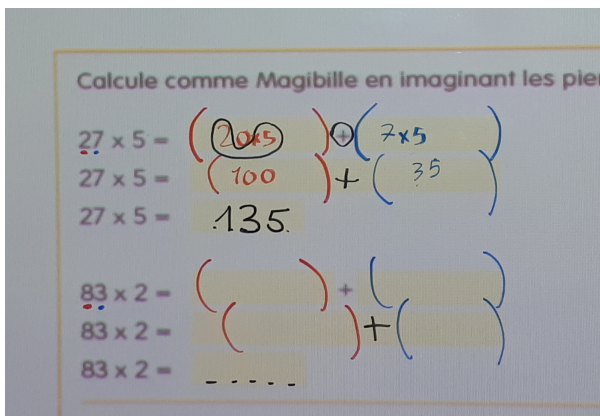 Calcule comme Magibille en imaginant les
27 x 5 = (20x5) + (7x5)
27 x 5 = (100) + (35)
27 x 5 = .135.
83 x 2 = ( ) + ( )
83 x 2 = ( ) + ( )
83 x 2 = _ _ _ _ _